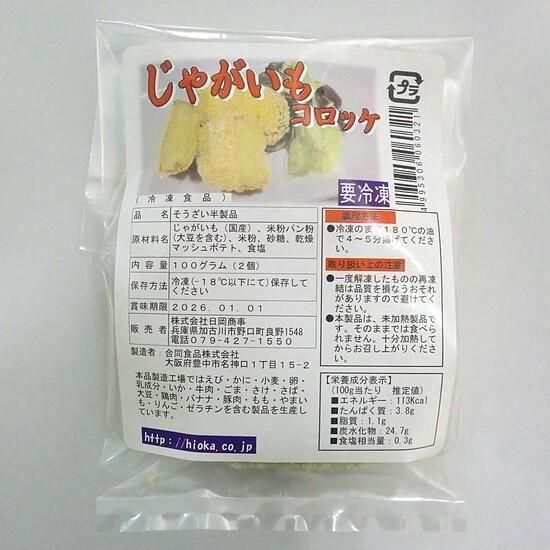 じゃがいも
コロッケ
プラ
4995306060321
要冷凍
(冷凍食品)
品名 そうざい半製品
原材料名 じゃがいも(国産)、米粉パン粉
(大豆を含む)、米粉、砂糖、乾燥
マッシュポテト、食塩
内容量 100グラム(2個)
保存方法 冷凍(-18℃以下にて)保存して
ください
賞味期限 2026.01.01
販売者 株式会社日岡商事
兵庫県加古川市野口町良野1548
電話079-427-1550
製造者:合同食品株式会社
大阪府豊中市名神口1丁目15-2
本品製造工場ではえび・かに・小麦・卵・
乳成分・いか・牛肉・ごま・さけ・さば・
大豆・鶏肉・バナナ・豚肉・もも・やまい
も・りんご・ゼラチンを含む製品を生産し
ています。
http://hioka.co.jp
調理方法
●冷凍のまま180℃の油
で4～5分揚げてくださ
い。
取り扱い上の注意
●一度解凍したものの再凍
結は品質を損なうおそれ
がありますので避けてく
ださい。
●本製品は、未加熱製品で
す。そのままでは食べら
れません。十分加熱して
からお召し上がりくださ
い。
【栄養成分表示】
(100g当たり 推定値)
■エネルギー:113Kcal
■たんぱく質:3.8g
■脂質:1.1g
■炭水化物:24.7g
■食塩相当量:0.3g